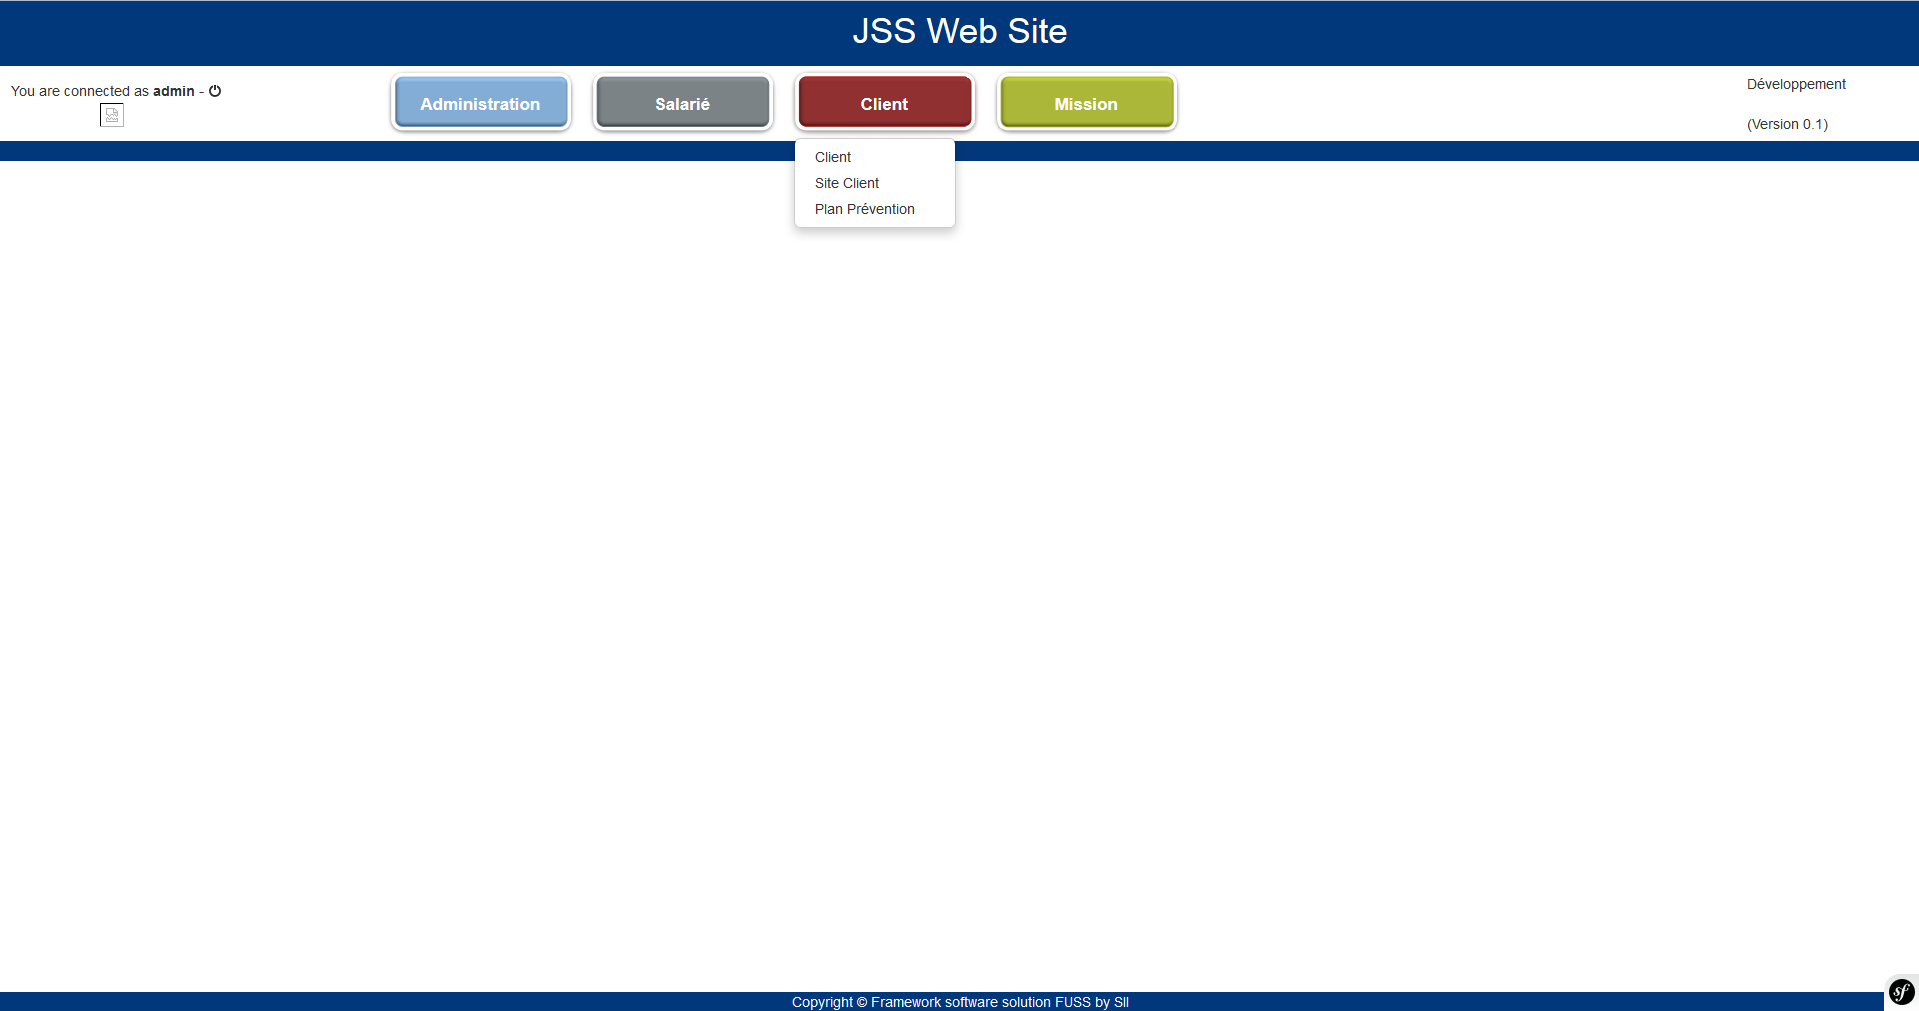 JSS Web Site
You are connected as admin -
Administration
Salarié
Client
Mission
Développement
(Version 0.1)
Client
Site Client
Plan Prévention
Copyright © Framework software solution FUSS by SII
sf